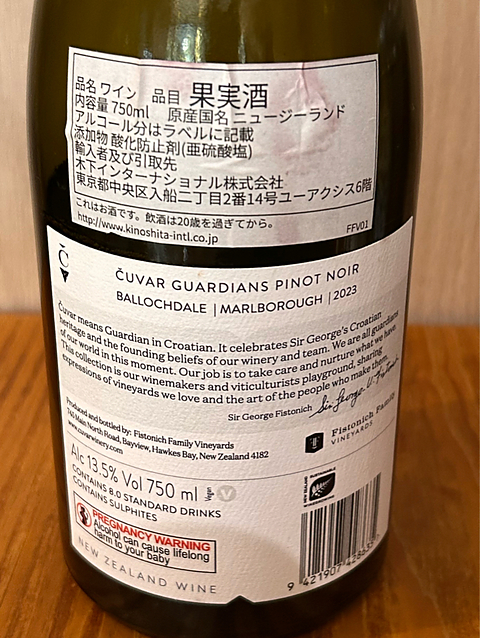 品名 ワイン 品目 果実酒
内容量 750ml 原産国名 ニュージーランド
アルコール分はラベルに記載
添加物 酸化防止剤(亜硫酸塩)
輸入者及び引取先
木下インターナショナル株式会社
東京都中央区入船二丁目2番14号ユーアクシス6階
これはお酒です。飲酒は20歳を過ぎてから。
http://www.kinoshita-intl.co.jp FFV01
ČUVAR GUARDIANS PINOT NOIR
BALLOCHDALE | MARLBOROUGH | 2023
Čuvar means Guardian in Croatian. It celebrates Sir George's Croatian
heritage and the founding beliefs of our winery and team. We are all guardians
of our world in this moment. Our job is to take care and nurture what we have.
This collection is our winemakers and viticulturists playground, sharing
expressions of vineyards we love and the art of the people who make them.
Sir George Fistonich
Produced and bottled by: Fistonich Family Vineyards
745 Main North Road, Bayview, Hawkes Bay, New Zealand 4182
www.cuvarwinery.com
Fistonich Family
VINEYARDS
Alc 13.5% Vol 750 ml Vegan V
CONTAINS 8.0 STANDARD DRINKS
CONTAINS SULPHITES
PREGNANCY WARNING
Alcohol can cause lifelong
harm to your baby
NEW ZEALAND WINE